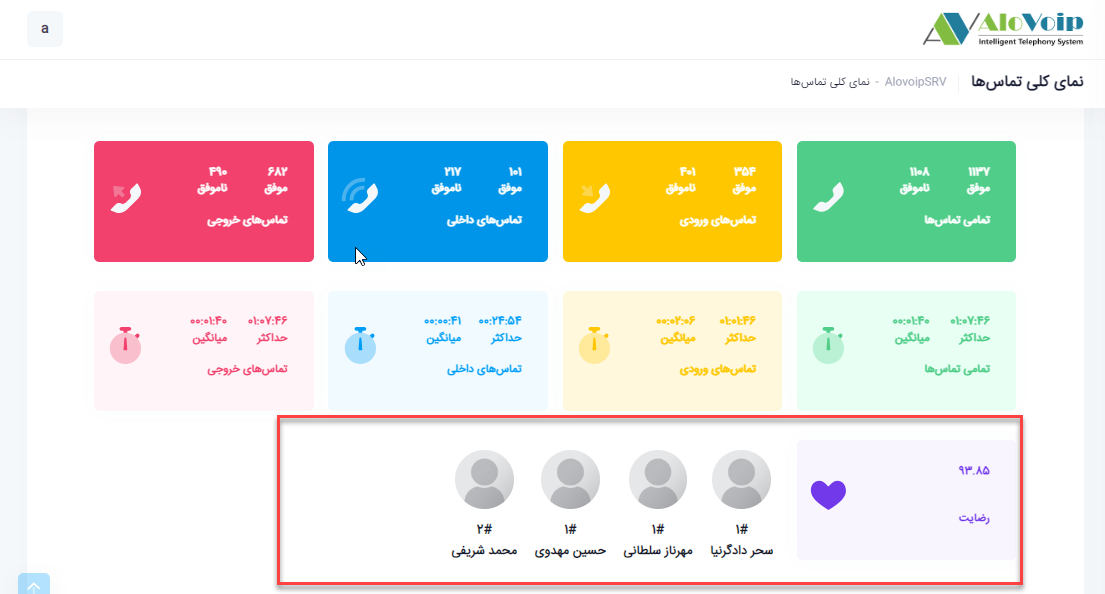 a
AloVoip
Intelligent Telephony System
نمای کلی تماس‌ها
AlovoipSRV - نمای کلی تماس‌ها
۱۱۳۷ ۱۱۰۸
موفق ناموفق
تمامی تماس‌ها
۳۵۴ ۴۰۱
موفق ناموفق
تماس‌های ورودی
۱۰۱ ۲۱۷
موفق ناموفق
تماس‌های داخلی
۶۸۲ ۴۹۰
موفق ناموفق
تماس‌های خروجی
۰۱:۰۷:۴۶ ۰۰:۰۱:۴۰
حداکثر میانگین
تمامی تماس‌ها
۰۱:۰۱:۴۶ ۰۰:۰۲:۰۶
حداکثر میانگین
تماس‌های ورودی
۰۰:۲۴:۵۴ ۰۰:۰۰:۴۱
حداکثر میانگین
تماس‌های داخلی
۰۱:۰۷:۴۶ ۰۰:۰۱:۴۰
حداکثر میانگین
تماس‌های خروجی
۹۳.۸۵
رضایت
#۱
سحر دادگرنیا
#۱
مهرناز سلطانی
#۱
حسین مهدوی
#۲
محمد شریفی